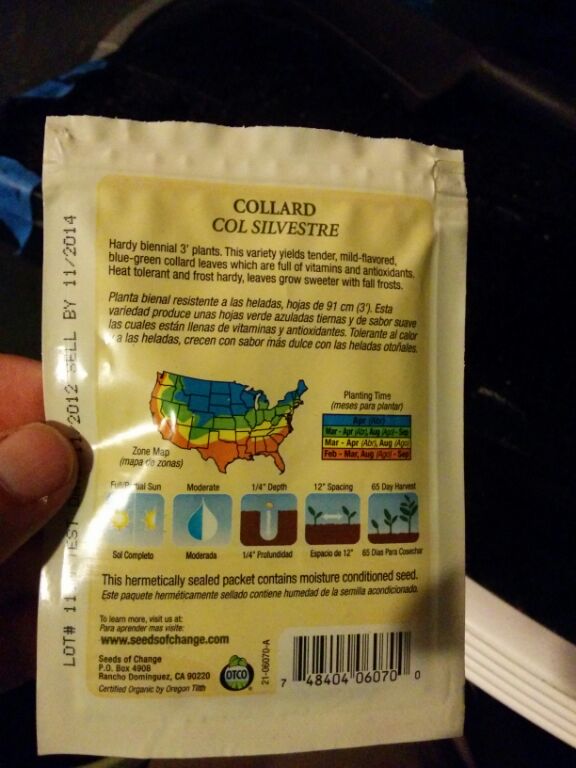 COLLARD
COL SILVESTRE
Hardy biennial 3' plants. This variety yields tender, mild-flavored,
blue-green collard leaves which are full of vitamins and antioxidants.
Heat tolerant and frost hardy, leaves grow sweeter with fall frosts.
Planta bienal resistente a las heladas, hojas de 91 cm (3'). Esta
variedad produce unas hojas verde azuladas tiernas y de sabor suave
las cuales están llenas de vitaminas y antioxidantes. Tolerante al calor
y a las heladas, crecen con sabor más dulce con las heladas otoñales.
Zone Map
(mapa de zonas)
Planting Time
(meses para plantar)
Apr (Abr)
Mar - Apr (Abr), Aug (Ago) - Sep
Mar - Apr (Abr), Aug (Ago)
Feb - Mar, Aug (Ago) - Sep
Sun
Moderate
1/4" Depth
12" Spacing
65 Day Harvest
Sol Completo
Moderada
1/4" Profundidad
Espacio de 12"
65 Dias Para Cosechar
This hermetically sealed packet contains moisture conditioned seed.
Este paquete herméticamente sellado contiene humedad de la semilla acondicionado.
To learn more, visit us at:
Para aprender mas visite:
www.seedsofchange.com
Seeds of Change
P.O. Box 4908
Rancho Dominguez, CA 90220
Certified Organic by Oregon Tilth
OTCO
21-06070-A
7 48404 06070 0
LOT# 11 2012 SELL BY 11/2014